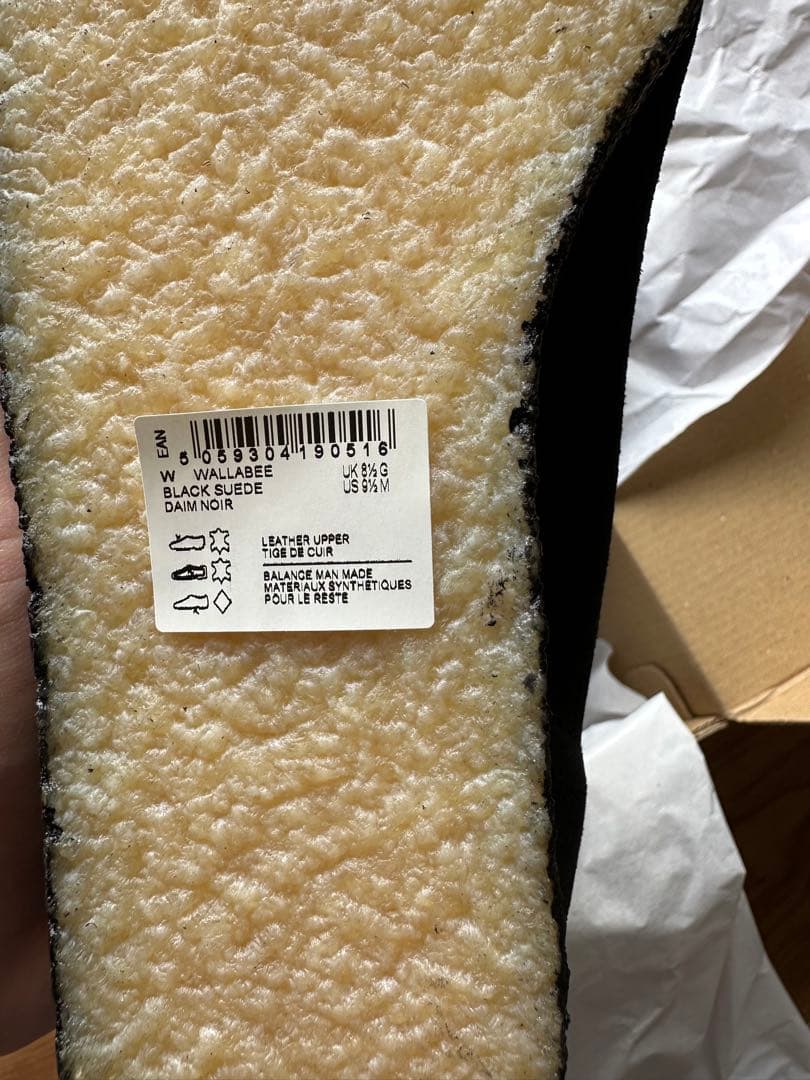 EAN
5 059304 190516
W WALLABEE UK 8½ G
BLACK SUEDE US 9½ M
DAIM NOIR
LEATHER UPPER
TIGE DE CUIR
BALANCE MAN MADE
MATERIAUX SYNTHÉTIQUES
POUR LE RESTE